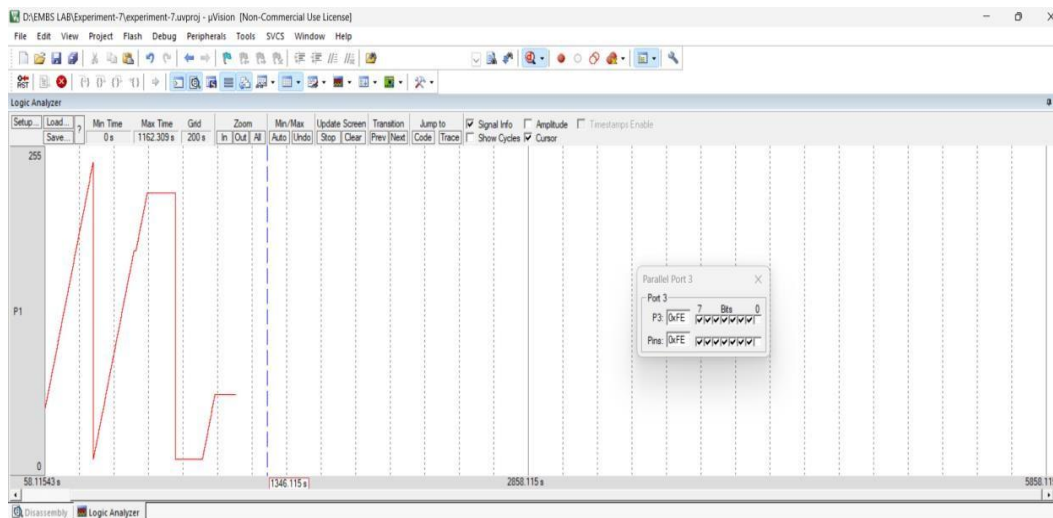 D:\EMBS LAB\Experiment-7\experiment-7.uvproj - µVision [Non-Commercial Use License]
File Edit View Project Flash Debug Peripherals Tools SVCS Window Help
RST
Logic Analyzer
Setup... Load... ? Min Time Max Time Grid Zoom Min/Max Update Screen Transition Jump to Signal Info Amplitude Timestamps Enable
Save... 0 s 1162.309 s 200 s In Out All Auto Undo Stop Clear Prev Next Code Trace Show Cycles Cursor
255
P1
0
Parallel Port 3
Port 3
7 Bits 0
P3: 0xFE
Pins: 0xFE
58.11543 s 1346.115 s 2858.115 s 5858.11
Disassembly Logic Analyzer